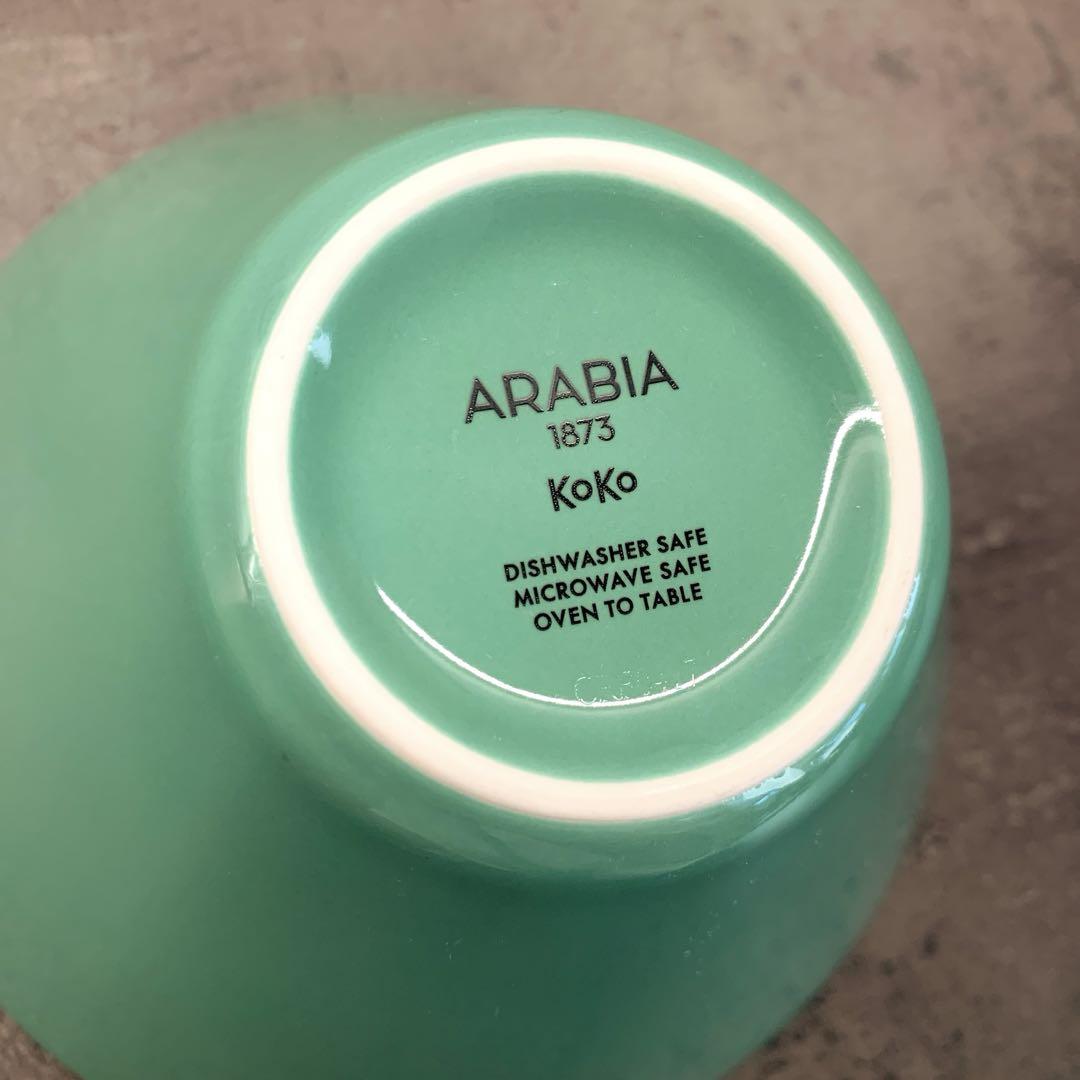 ARABIA
1873
KoKo
DISHWASHER SAFE
MICROWAVE SAFE
OVEN TO TABLE